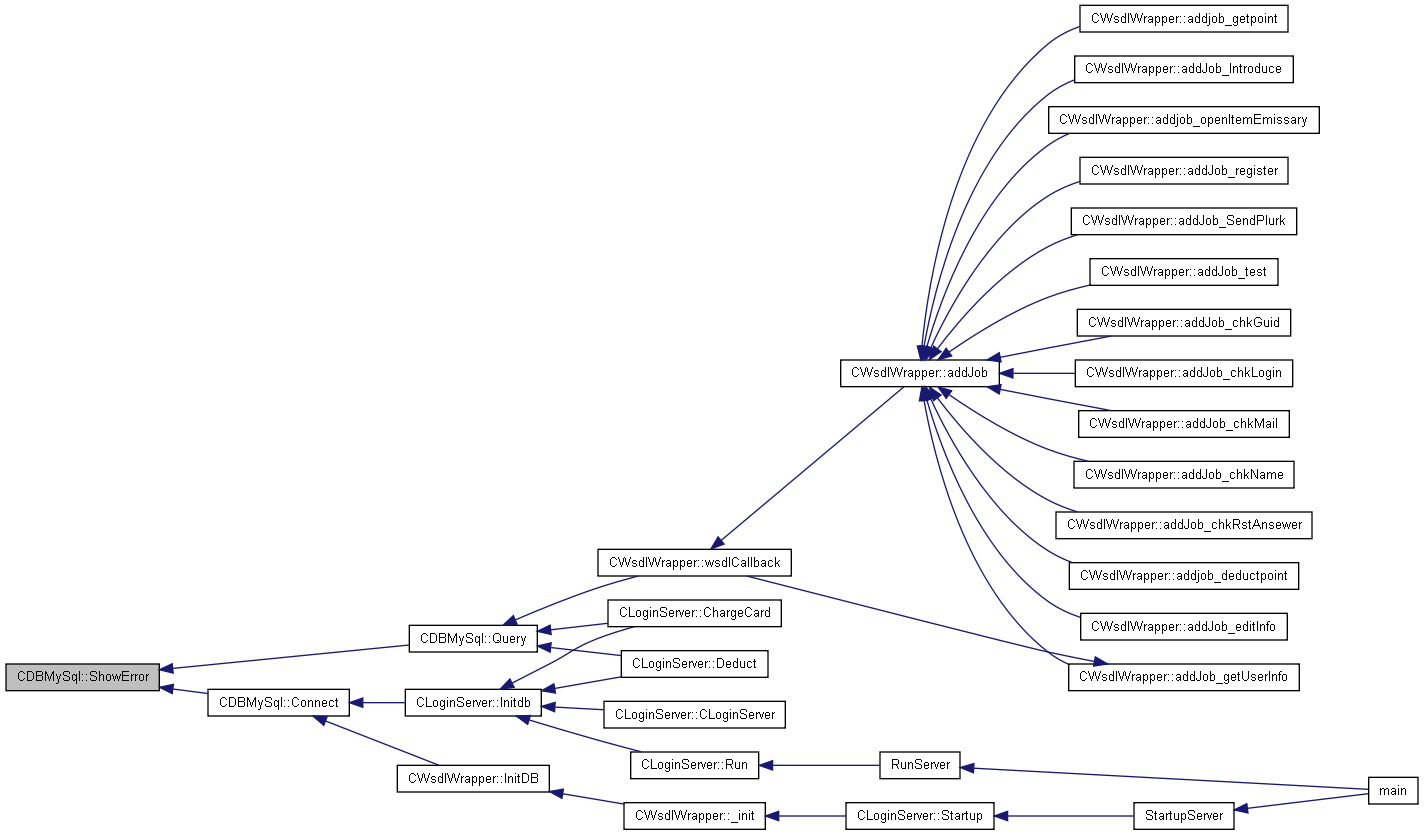 CWsdlWrapper::addjob_getpoint
CWsdlWrapper::addJob_Introduce
CWsdlWrapper::addjob_openItemEmissary
CWsdlWrapper::addJob_register
CWsdlWrapper::addJob_SendPlurk
CWsdlWrapper::addJob_test
CWsdlWrapper::addJob_chkGuid
CWsdlWrapper::addJob
CWsdlWrapper::addJob_chkLogin
CWsdlWrapper::addJob_chkMail
CWsdlWrapper::addJob_chkName
CWsdlWrapper::addJob_chkRstAnsewer
CWsdlWrapper::wsdlCallback
CWsdlWrapper::addjob_deductpoint
CLoginServer::ChargeCard
CWsdlWrapper::addJob_editInfo
CDBMySql::Query
CLoginServer::Deduct
CDBMySql::ShowError
CWsdlWrapper::addJob_getUserInfo
CDBMySql::Connect
CLoginServer::Initdb
CLoginServer::CLoginServer
CLoginServer::Run
RunServer
CWsdlWrapper::InitDB
main
CWsdlWrapper::_init
CLoginServer::Startup
StartupServer